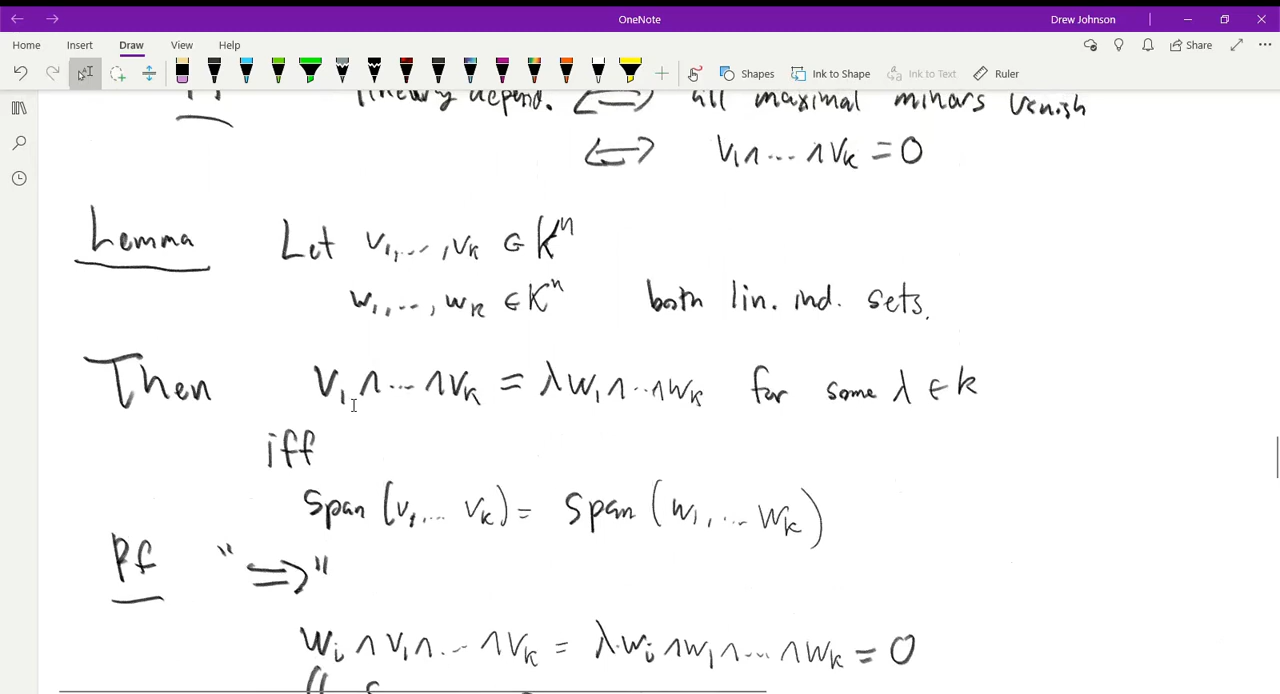 OneNote
Drew Johnson
Home Insert Draw View Help
Share
Shapes Ink to Shape Ink to Text Ruler
linearly depend. ⟺ all maximal minors vanish
⟺ v₁∧...∧vₖ = 0
Lemma Let v₁,...,vₖ ∈ Kⁿ
w₁,...,wₖ ∈ Kⁿ both lin. ind. sets.
Then v₁∧...∧vₖ = λw₁∧...∧wₖ for some λ ∈ k
iff
Span (v₁,... vₖ) = Span (w₁,... wₖ)
Pf "⟹"
wᵢ∧v₁∧...∧vₖ = λ·wᵢ∧w₁∧...∧wₖ = 0